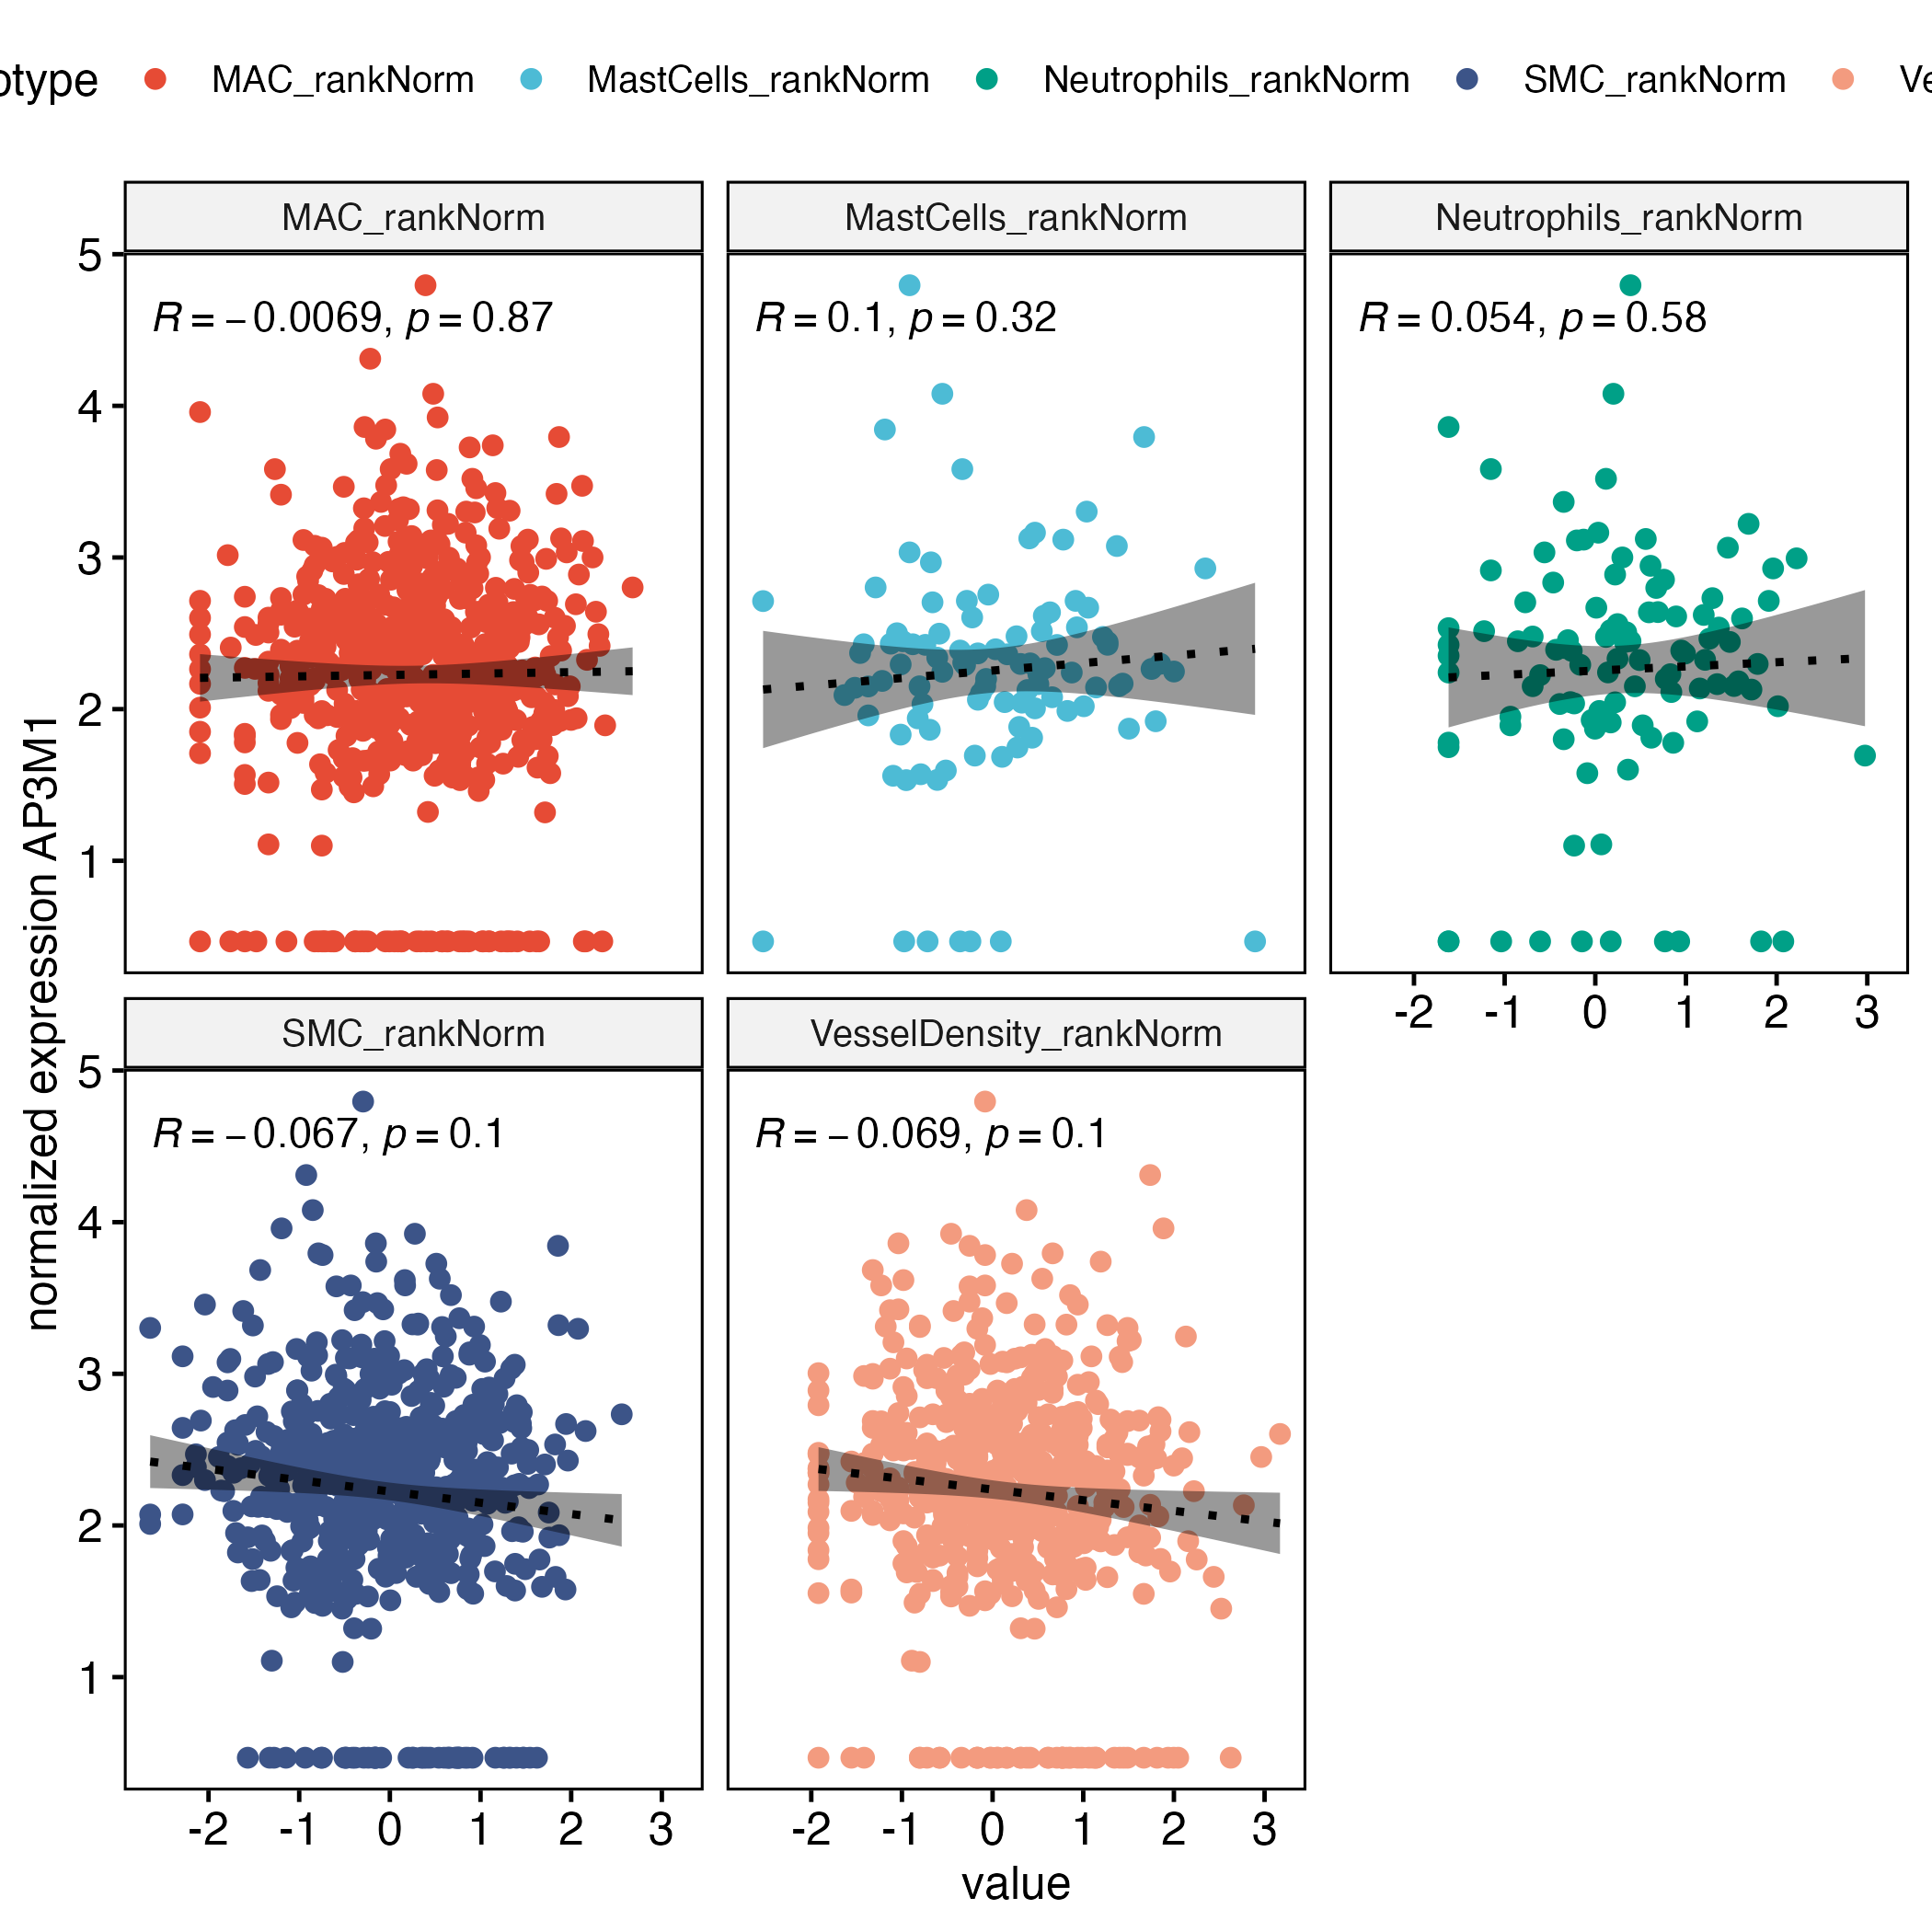 otype MAC_rankNorm MastCells_rankNorm Neutrophils_rankNorm SMC_rankNorm Ve
MAC_rankNorm MastCells_rankNorm Neutrophils_rankNorm
R = − 0.0069, p = 0.87
R = 0.1, p = 0.32
R = 0.054, p = 0.58
5
4
3
2
1
-2 -1 0 1 2 3
normalized expression AP3M1
SMC_rankNorm VesselDensity_rankNorm
R = − 0.067, p = 0.1
R = − 0.069, p = 0.1
5
4
3
2
1
-2 -1 0 1 2 3
-2 -1 0 1 2 3
value